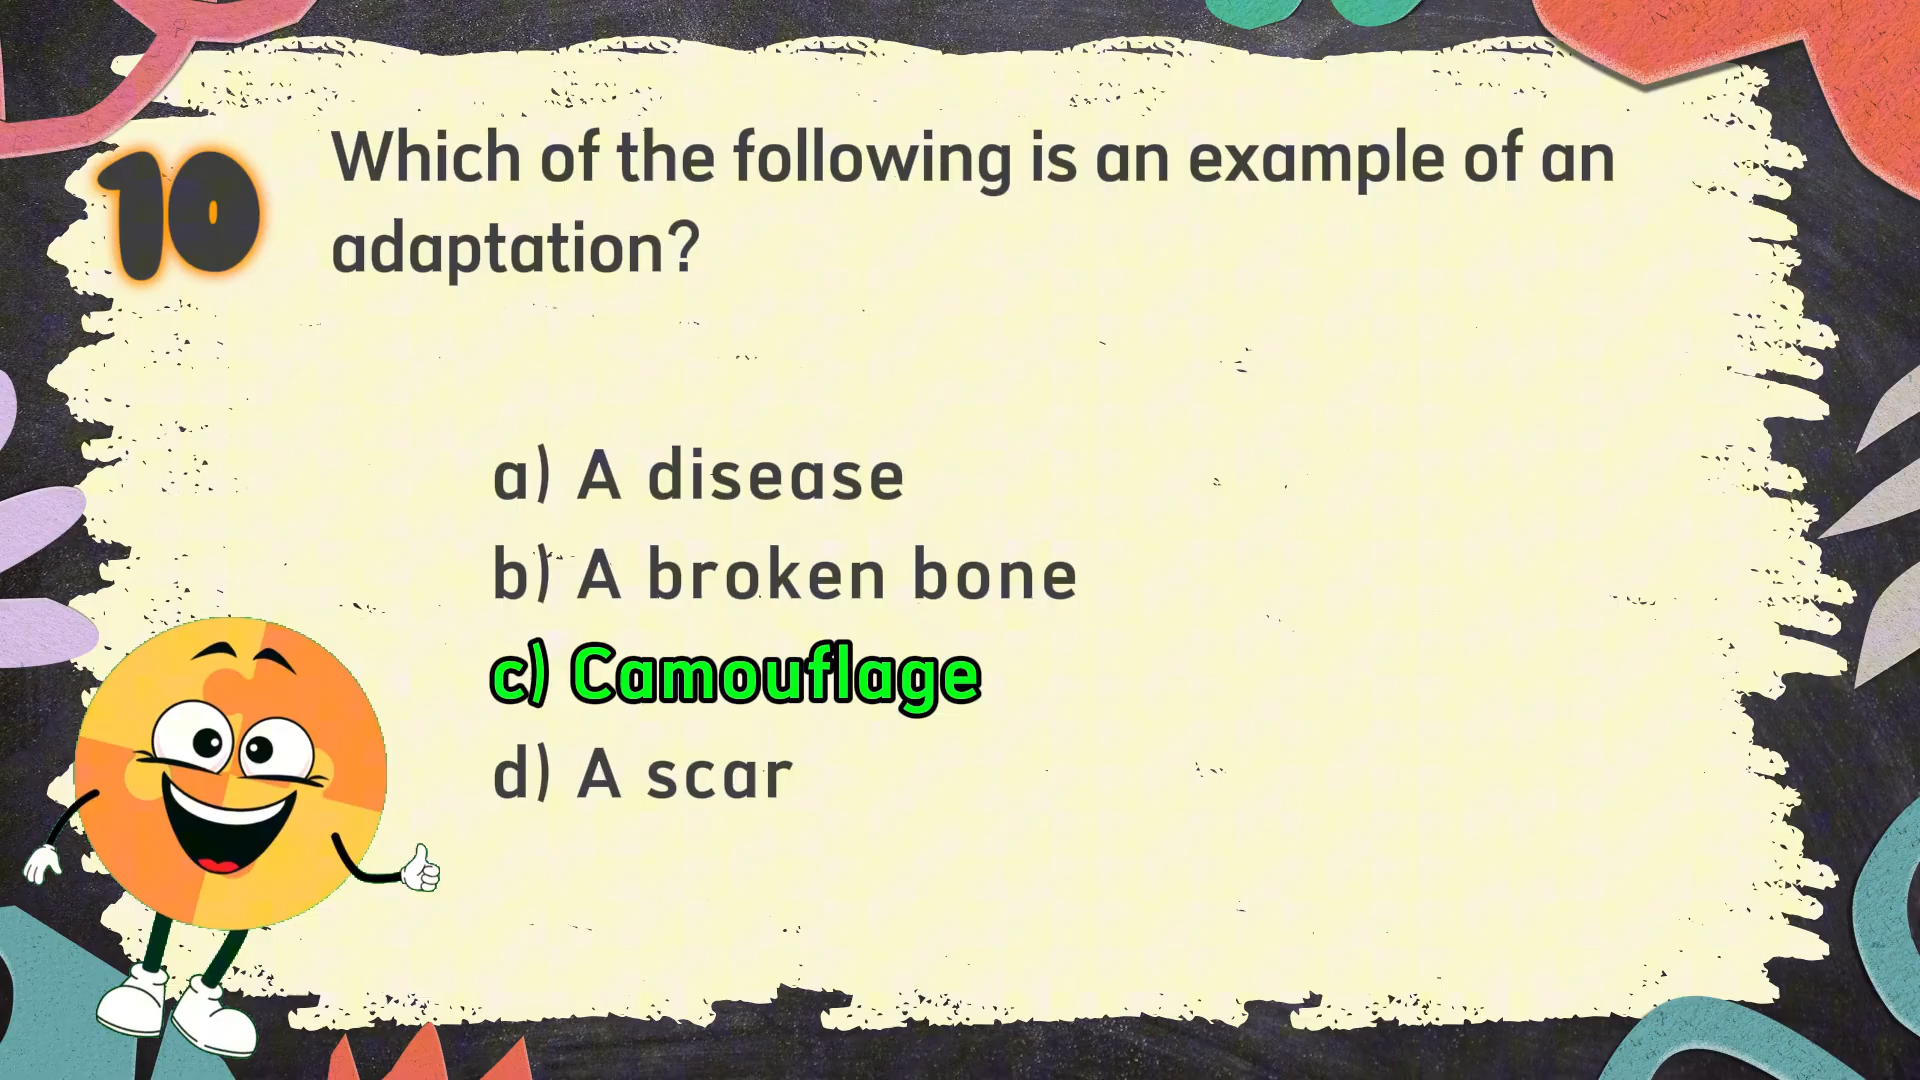 10
Which of the following is an example of an
adaptation?
a) A disease
b) A broken bone
c) Camouflage
d) A scar